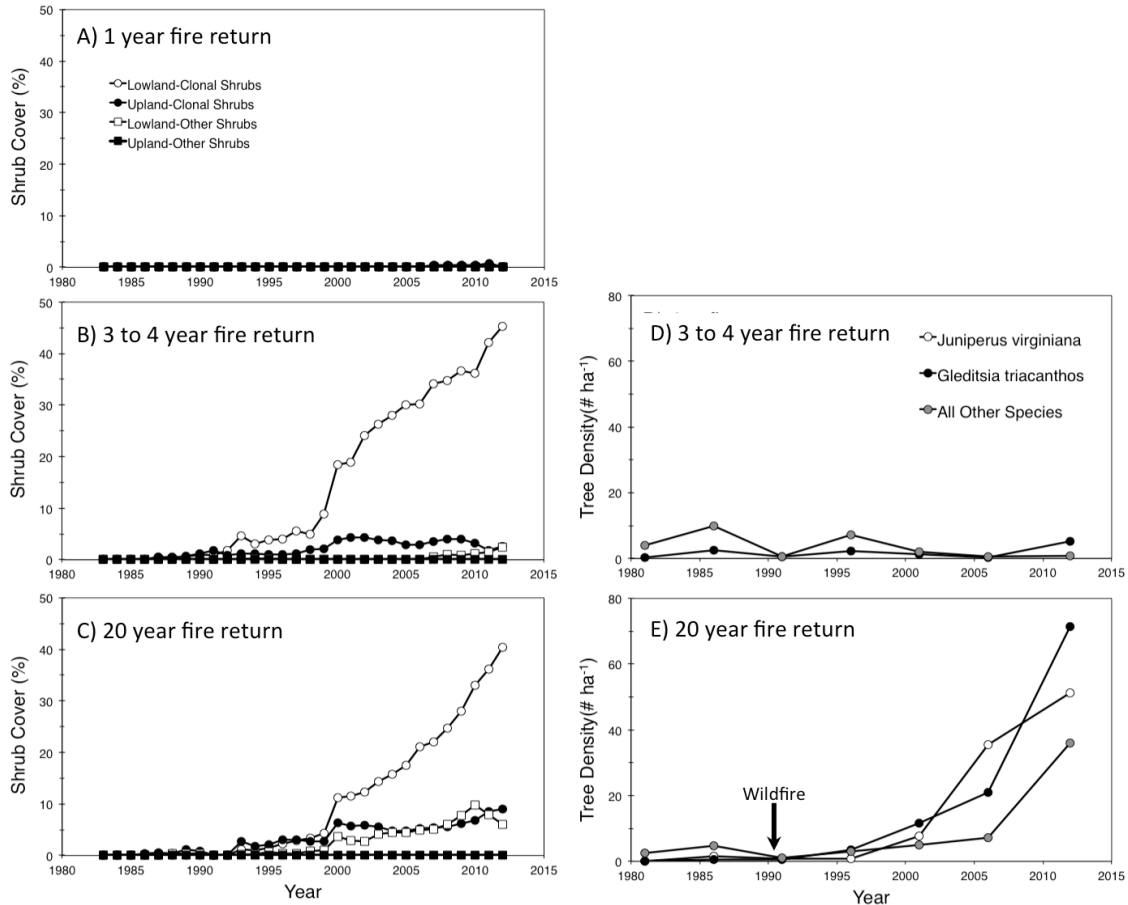 A) 1 year fire return
Lowland-Clonal Shrubs
Upland-Clonal Shrubs
Lowland-Other Shrubs
Upland-Other Shrubs
Shrub Cover (%)
50
40
30
20
10
0
1980 1985 1990 1995 2000 2005 2010 2015
B) 3 to 4 year fire return
Shrub Cover (%)
50
40
30
20
10
0
1980 1985 1990 1995 2000 2005 2010 2015
C) 20 year fire return
Shrub Cover (%)
50
40
30
20
10
0
1980 1985 1990 1995 2000 2005 2010 2015
Year
D) 3 to 4 year fire return
Juniperus virginiana
Gleditsia triacanthos
All Other Species
Tree Density(# ha⁻¹)
80
60
40
20
0
1980 1985 1990 1995 2000 2005 2010 2015
E) 20 year fire return
Wildfire
Tree Density(# ha⁻¹)
80
60
40
20
0
1980 1985 1990 1995 2000 2005 2010 2015
Year